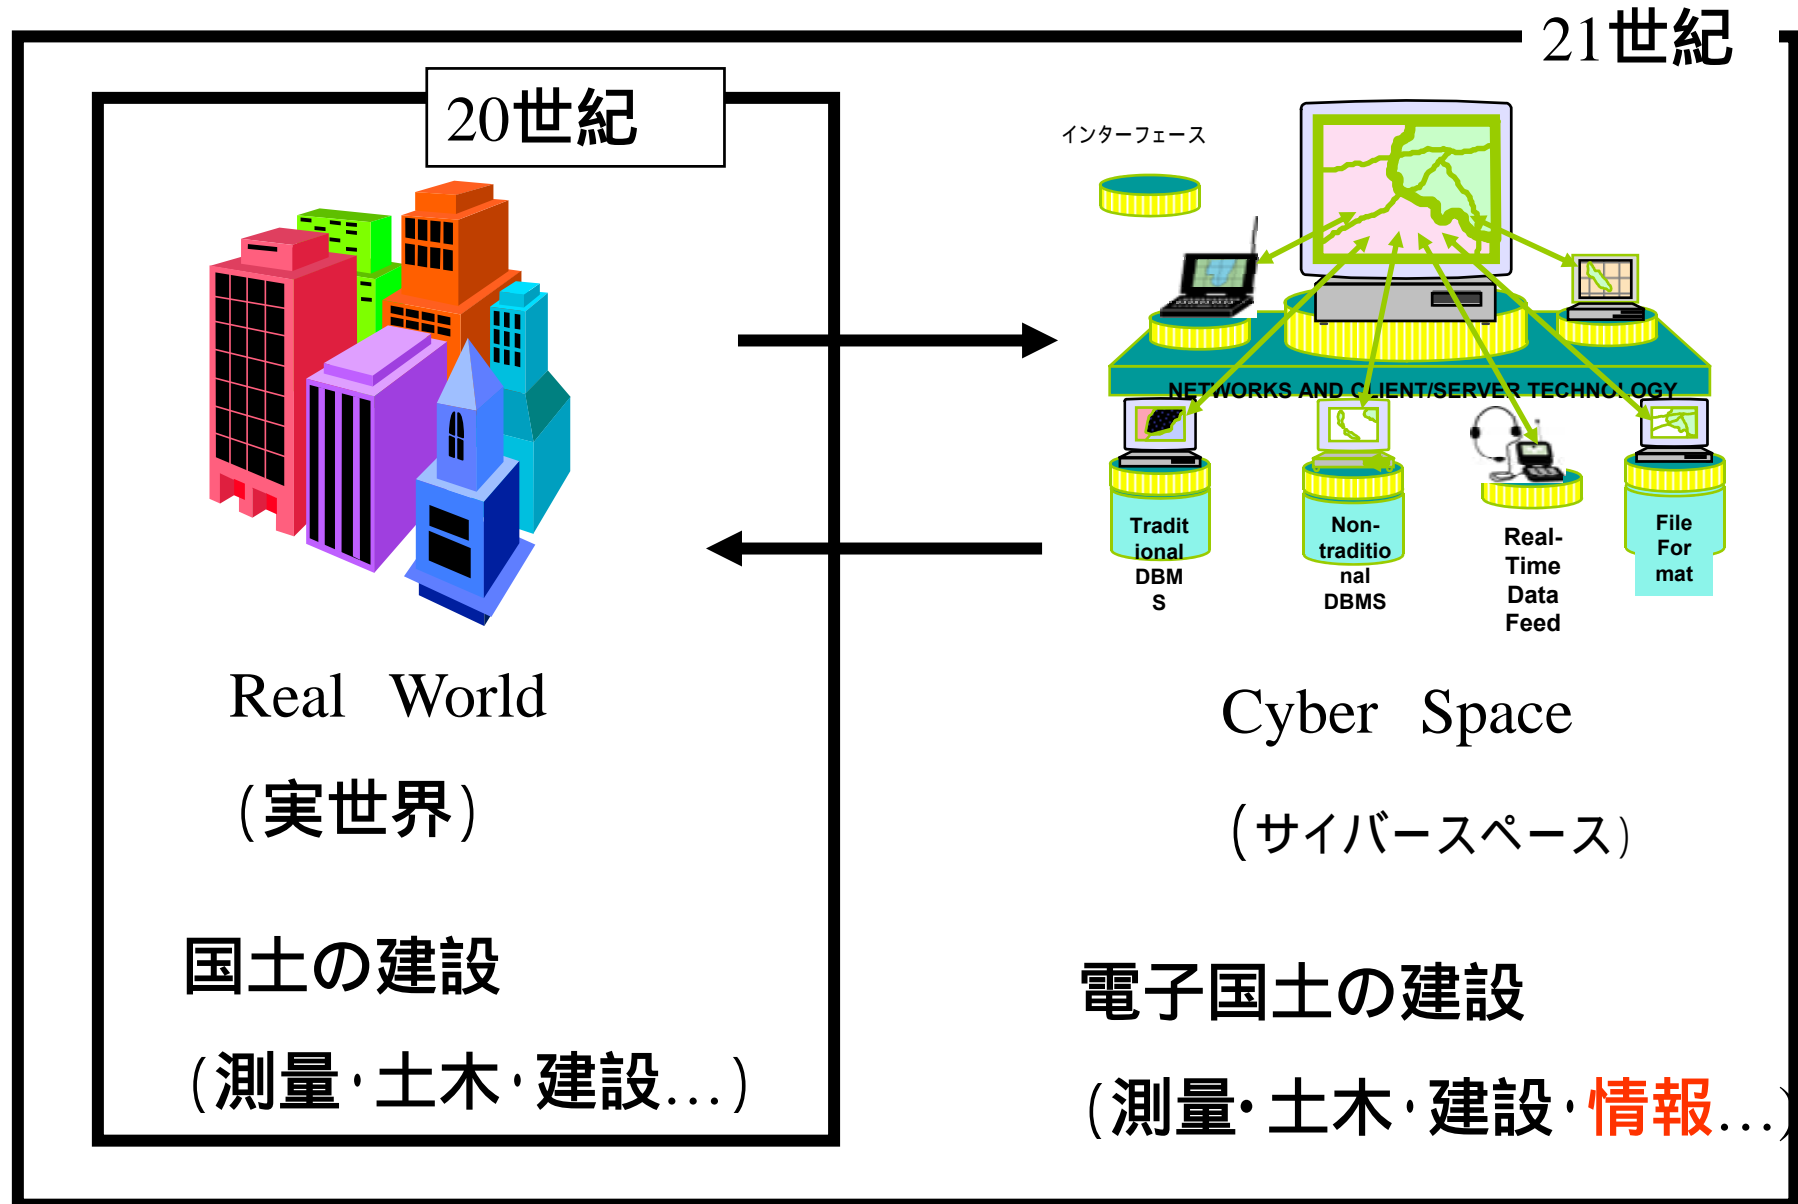 21世紀
20世紀
インターフェース
NETWORKS AND CLIENT/SERVER TECHNOLOGY
Tradit
ional
DBM
S
Non-
traditio
nal
DBMS
Real-
Time
Data
Feed
File
For
mat
Real World
(実世界)
国土の建設
(測量･土木･建設…)
Cyber Space
(サイバースペース)
電子国土の建設
(測量・土木･建設･情報…)